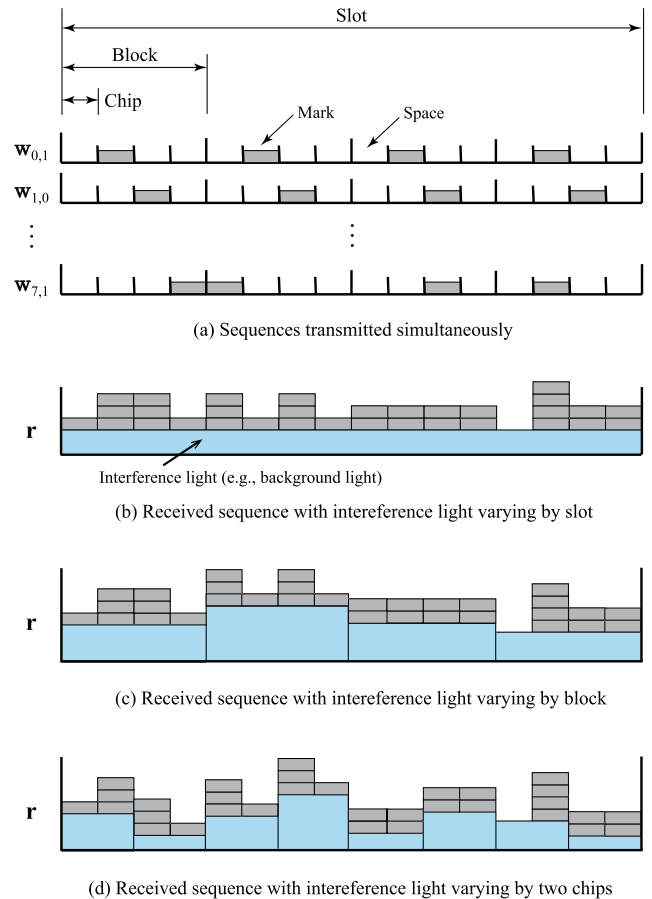 Slot
Block
Chip
Mark
Space
w0,1
w1,0
⋮ ⋮
w7,1
(a) Sequences transmitted simultaneously
r
Interference light (e.g., background light)
(b) Received sequence with intereference light varying by slot
r
(c) Received sequence with intereference light varying by block
r
(d) Received sequence with intereference light varying by two chips